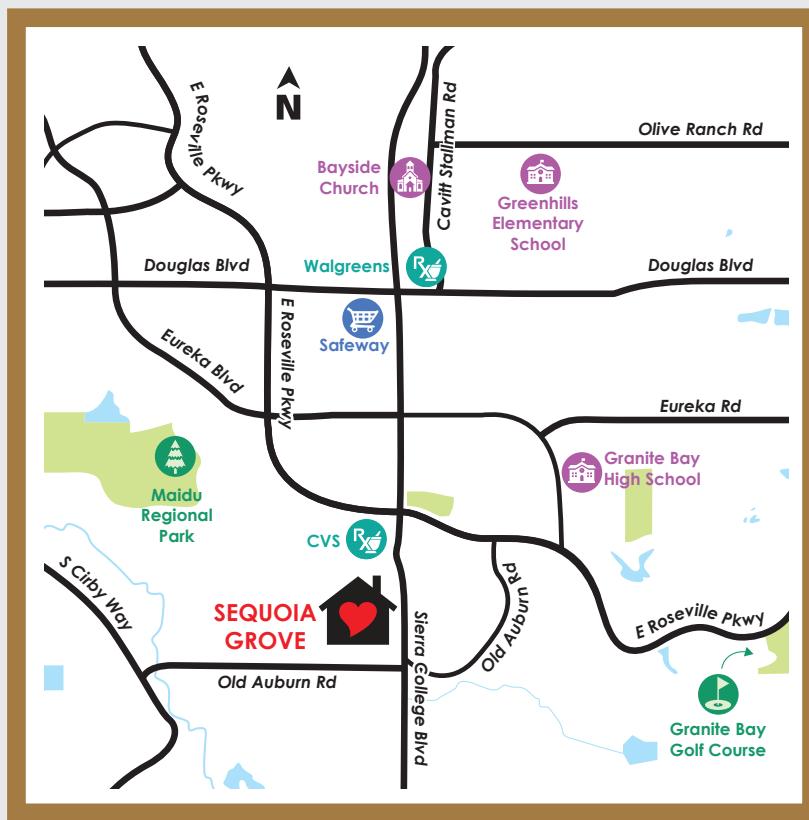 E Roseville Pkwy
N
Cavitt Stallman Rd
Olive Ranch Rd
Bayside
Church
Greenhills
Elementary
School
Douglas Blvd
Walgreens
Rx
Douglas Blvd
Safeway
E Roseville Pkwy
Eureka Blvd
Eureka Rd
Granite Bay
High School
Maidu
Regional
Park
CVS
Rx
S Cirby Way
SEQUOIA
GROVE
Sierra College Blvd
Old Auburn Rd
E Roseville Pkwy
Old Auburn Rd
Granite Bay
Golf Course